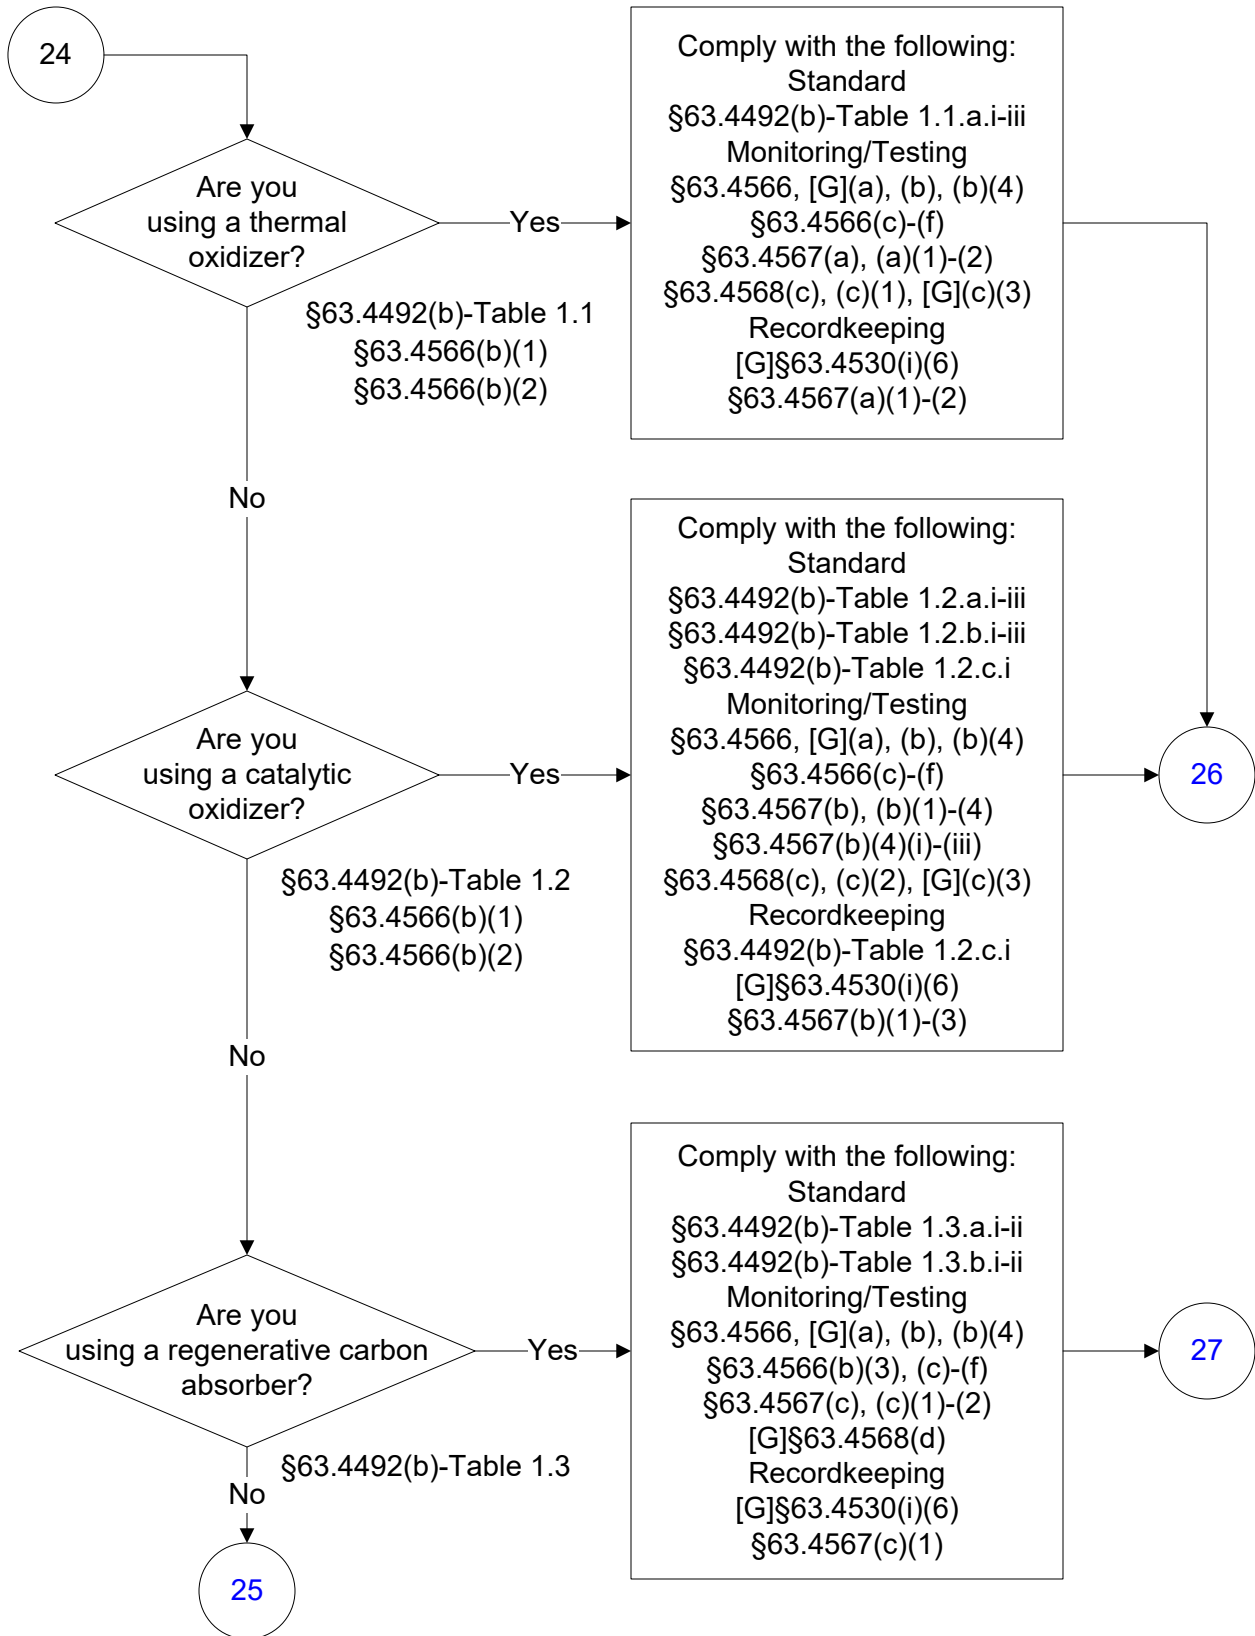 24
Are you
using a thermal
oxidizer?
Yes
§63.4492(b)-Table 1.1
§63.4566(b)(1)
§63.4566(b)(2)
No
Comply with the following:
Standard
§63.4492(b)-Table 1.1.a.i-iii
Monitoring/Testing
§63.4566, [G](a), (b), (b)(4)
§63.4566(c)-(f)
§63.4567(a), (a)(1)-(2)
§63.4568(c), (c)(1), [G](c)(3)
Recordkeeping
[G]§63.4530(i)(6)
§63.4567(a)(1)-(2)
Are you
using a catalytic
oxidizer?
Yes
§63.4492(b)-Table 1.2
§63.4566(b)(1)
§63.4566(b)(2)
No
Comply with the following:
Standard
§63.4492(b)-Table 1.2.a.i-iii
§63.4492(b)-Table 1.2.b.i-iii
§63.4492(b)-Table 1.2.c.i
Monitoring/Testing
§63.4566, [G](a), (b), (b)(4)
§63.4566(c)-(f)
§63.4567(b), (b)(1)-(4)
§63.4567(b)(4)(i)-(iii)
§63.4568(c), (c)(2), [G](c)(3)
Recordkeeping
§63.4492(b)-Table 1.2.c.i
[G]§63.4530(i)(6)
§63.4567(b)(1)-(3)
26
Are you
using a regenerative carbon
absorber?
Yes
§63.4492(b)-Table 1.3
No
Comply with the following:
Standard
§63.4492(b)-Table 1.3.a.i-ii
§63.4492(b)-Table 1.3.b.i-ii
Monitoring/Testing
§63.4566, [G](a), (b), (b)(4)
§63.4566(b)(3), (c)-(f)
§63.4567(c), (c)(1)-(2)
[G]§63.4568(d)
Recordkeeping
[G]§63.4530(i)(6)
§63.4567(c)(1)
27
25